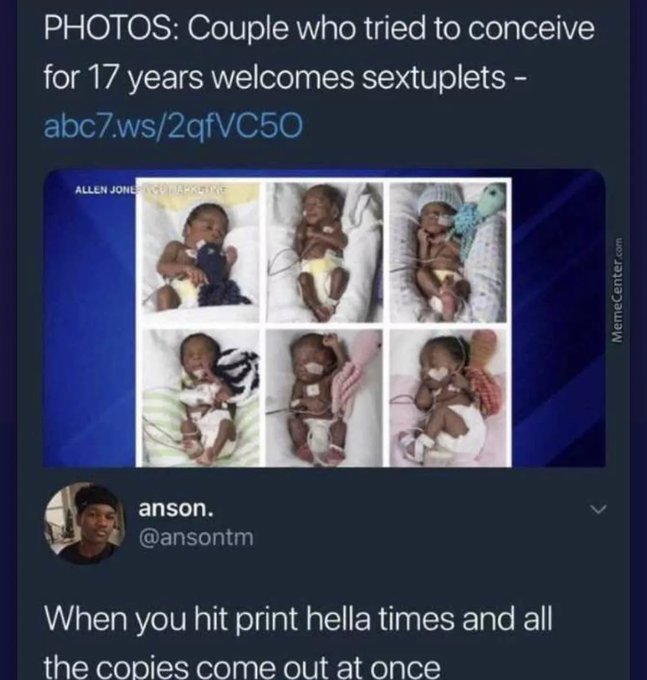 PHOTOS: Couple who tried to conceive
for 17 years welcomes sextuplets -
abc7.ws/2qfVC5O
ALLEN JONE
MemeCenter.com
anson.
@ansontm
When you hit print hella times and all
the copies come out at once